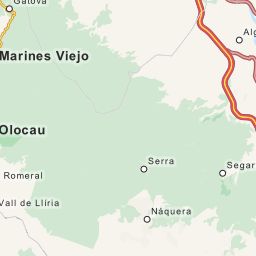 Gátova
Alg
Marines Viejo
Olocau
Serra
Segar
Romeral
Vall de Llíria
Náquera